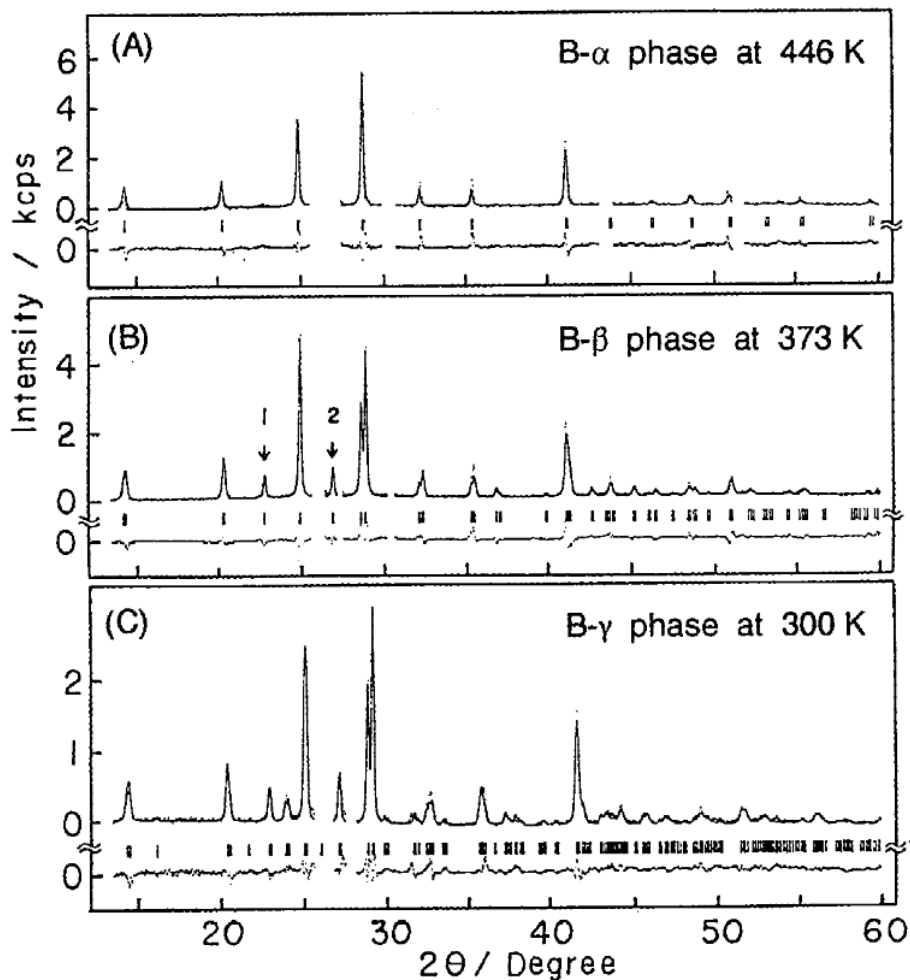 (A)
B-α phase at 446 K
6
4
2
0
0
(B)
B-β phase at 373 K
4
1
2
2
0
0
(C)
B-γ phase at 300 K
2
1
0
0
20
30
40
50
60
2θ / Degree
Intensity / kcps